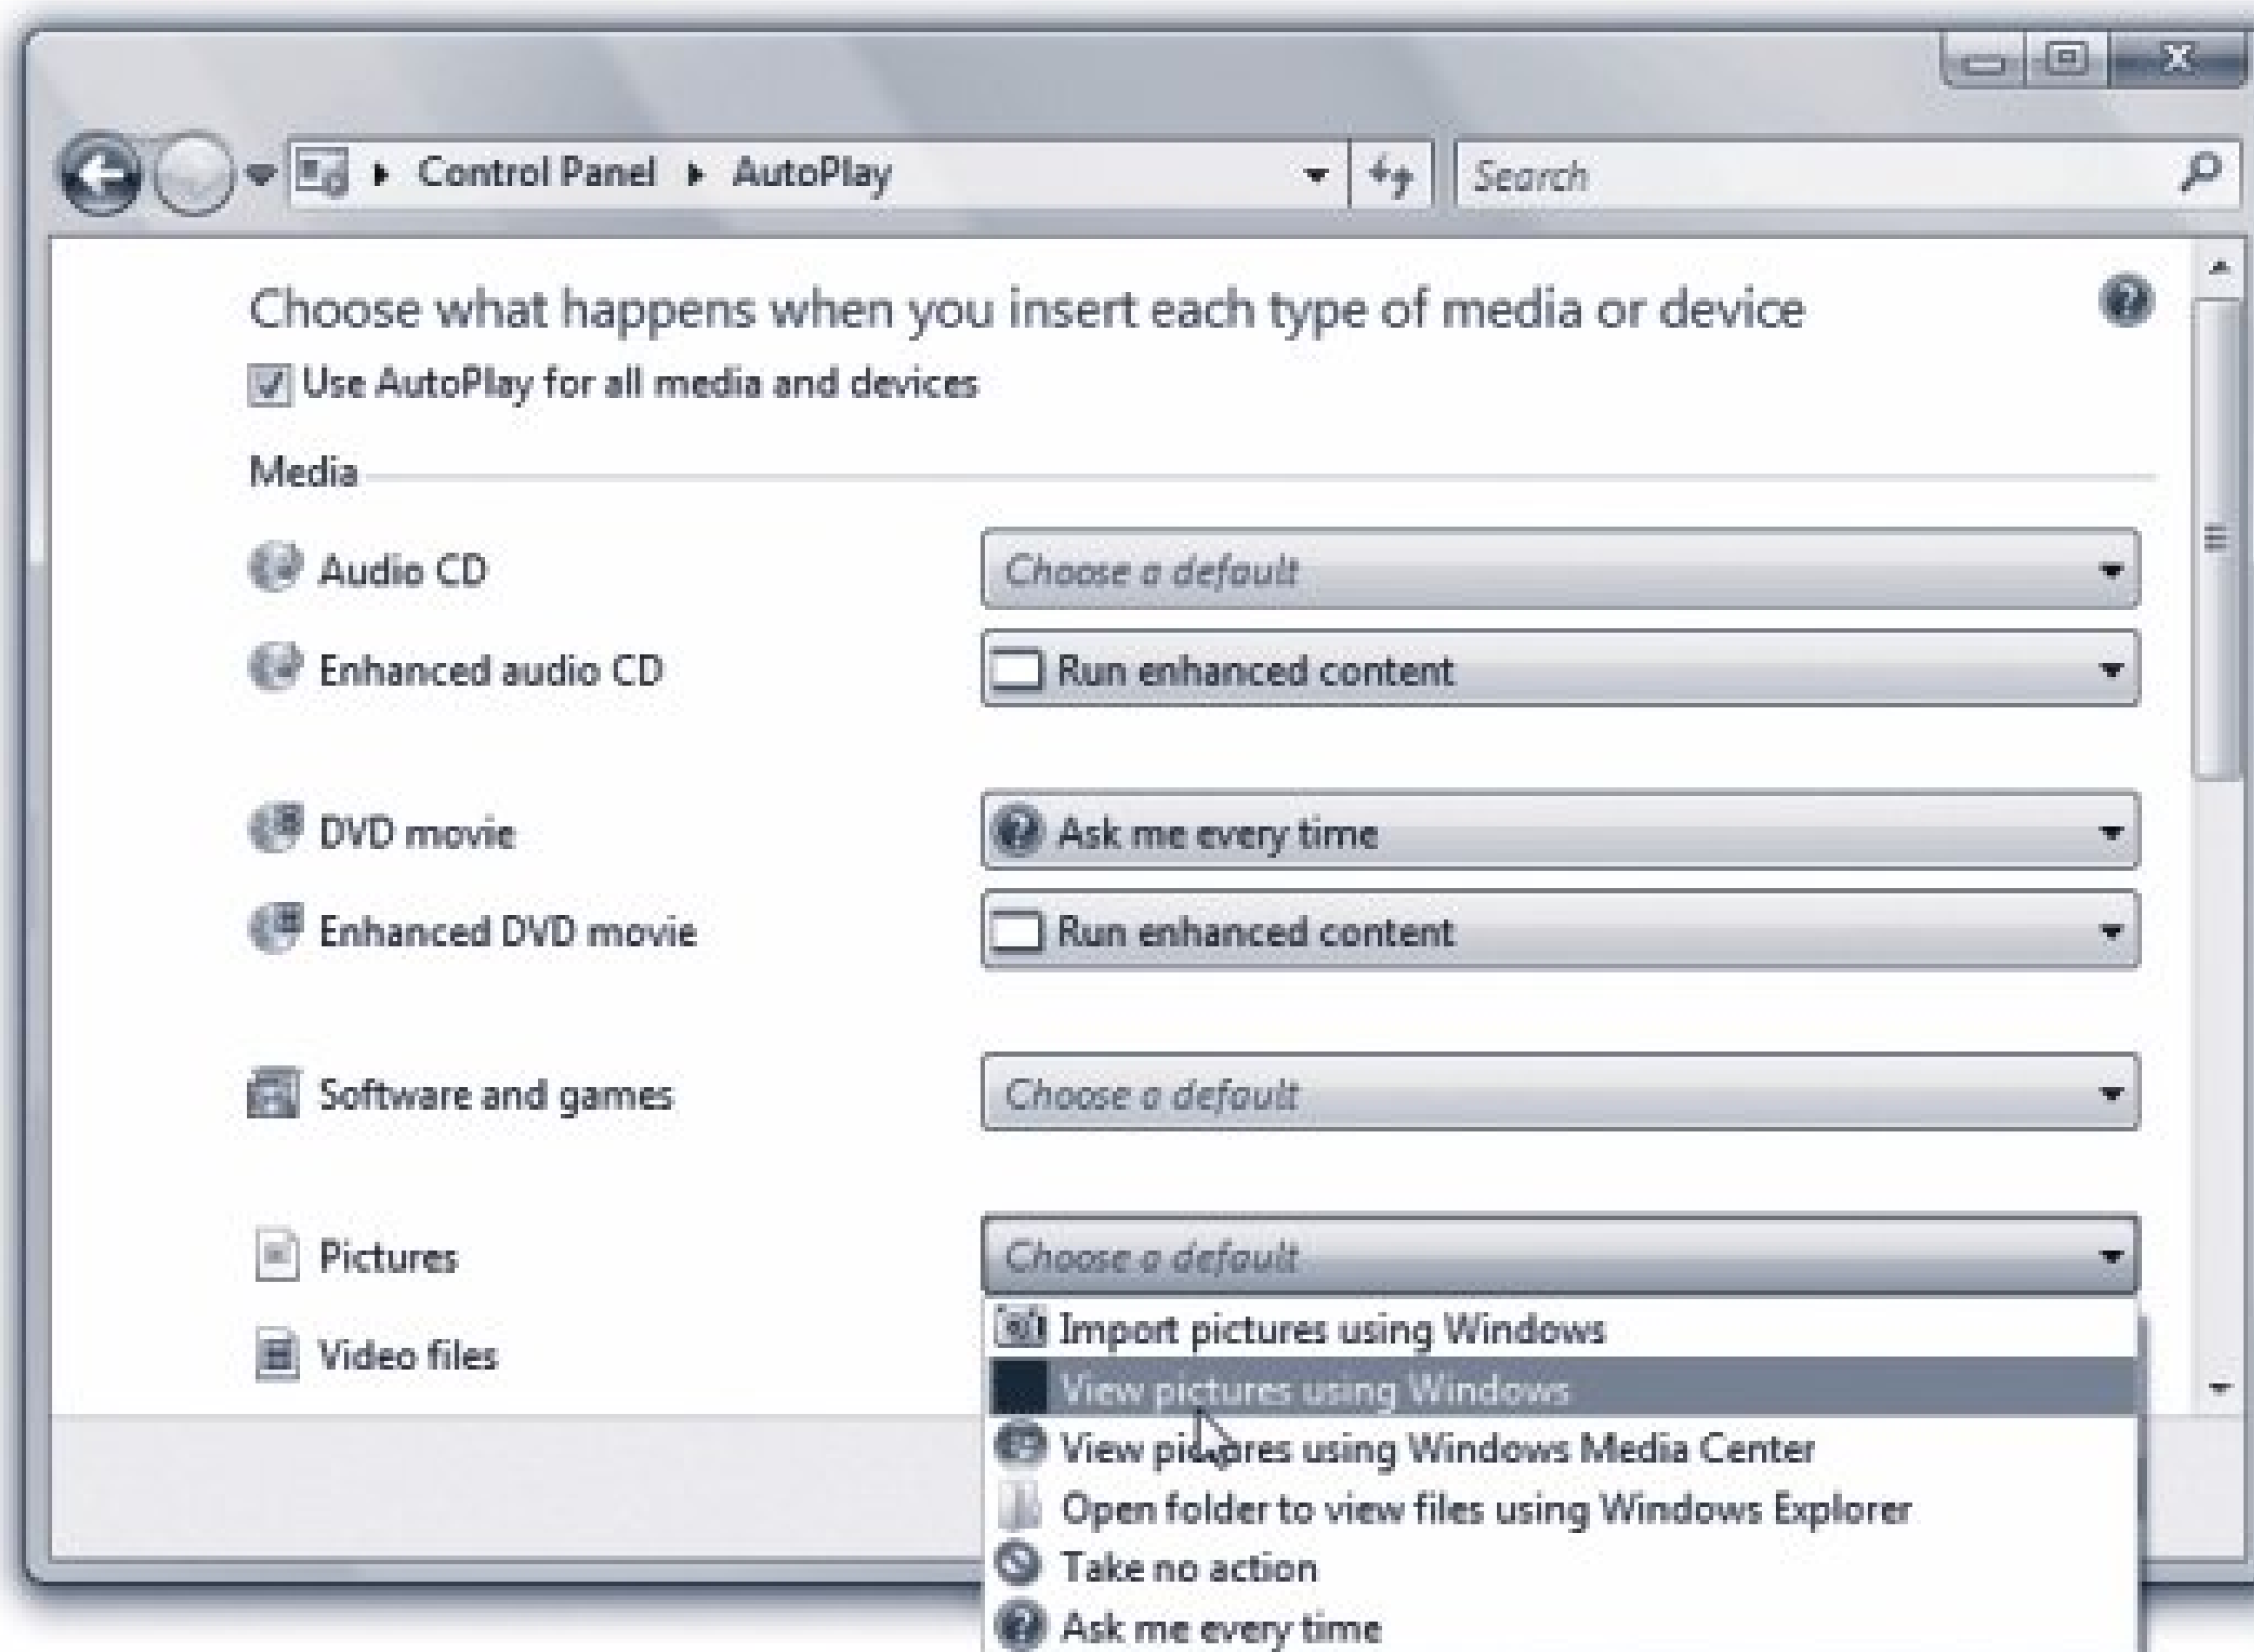 Control Panel AutoPlay Search
Choose what happens when you insert each type of media or device
Use AutoPlay for all media and devices
Media
Audio CD Choose a default
Enhanced audio CD Run enhanced content
DVD movie Ask me every time
Enhanced DVD movie Run enhanced content
Software and games Choose a default
Pictures Choose a default
Import pictures using Windows
Video files
View pictures using Windows
View pictures using Windows Media Center
Open folder to view files using Windows Explorer
Take no action
Ask me every time